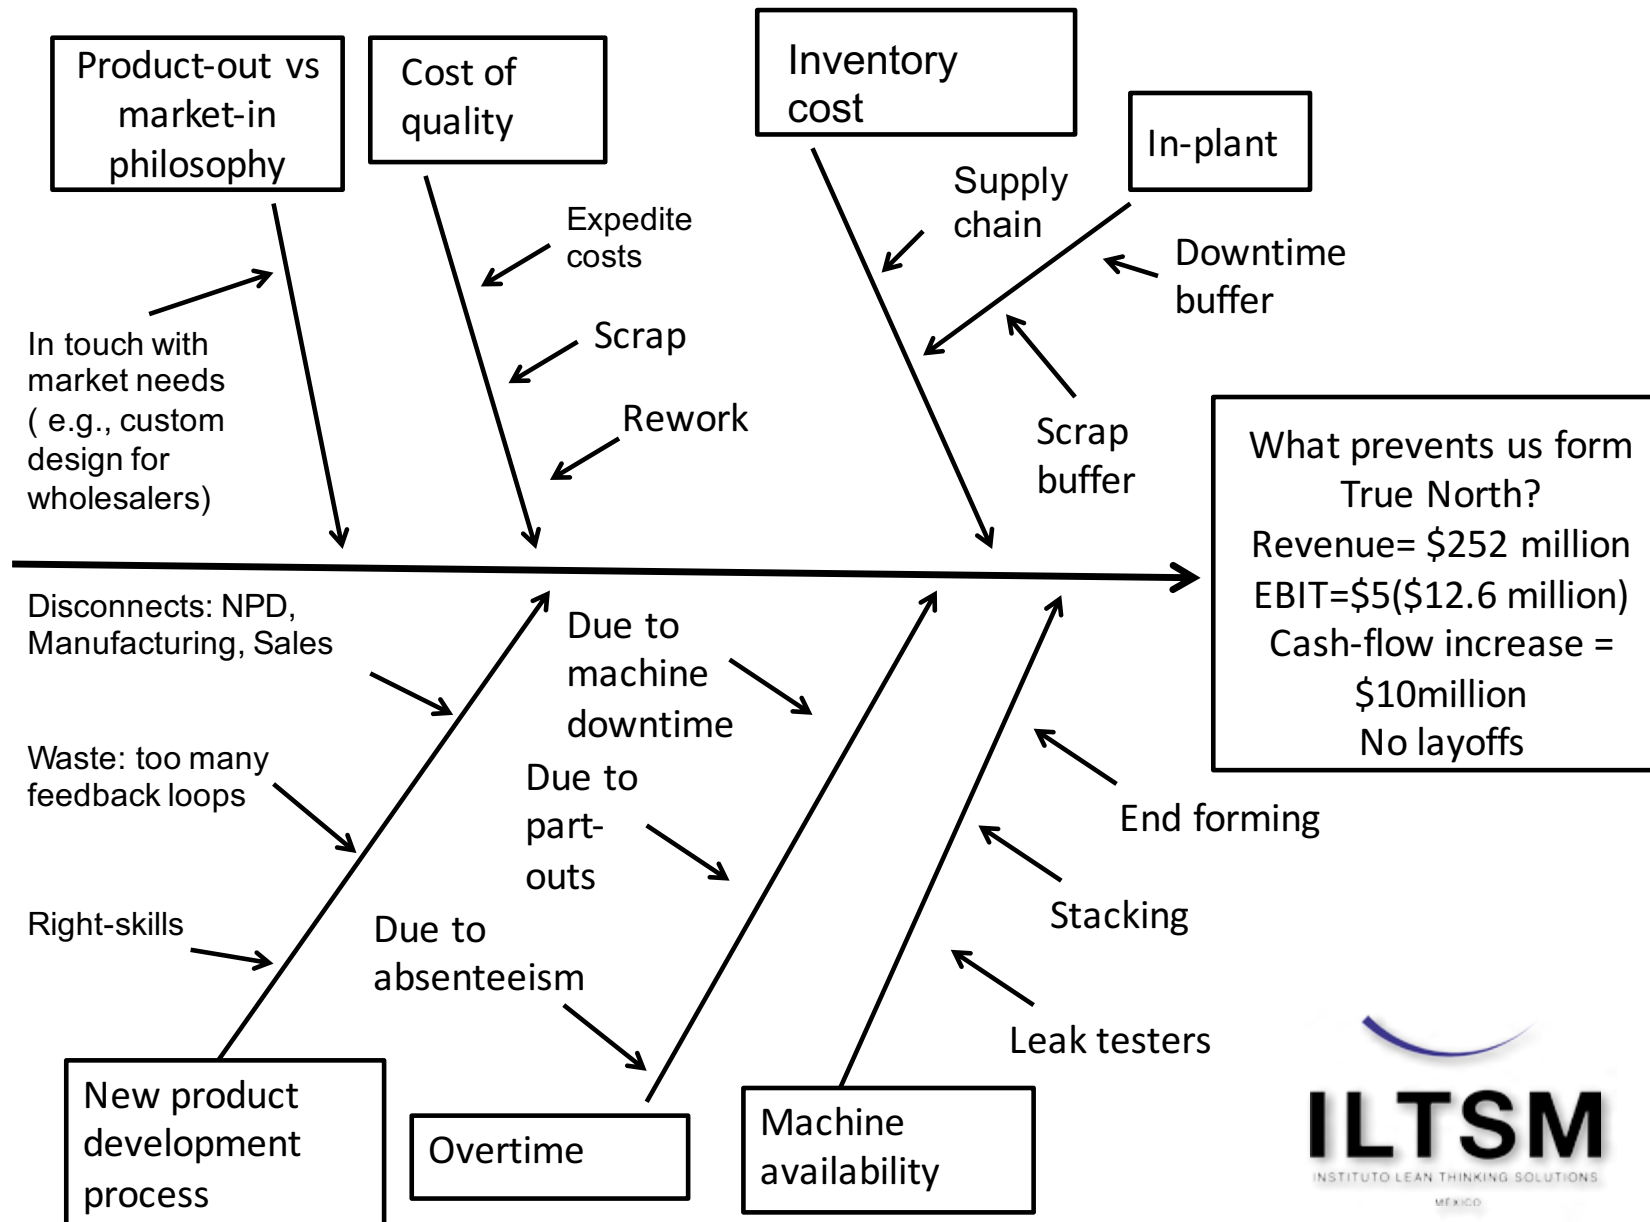 Product-out vs
market-in
philosophy
Cost of
quality
Inventory
cost
In-plant
Supply
chain
Downtime
buffer
Scrap
buffer
Expedite
costs
Scrap
Rework
In touch with
market needs
( e.g., custom
design for
wholesalers)
What prevents us form
True North?
Revenue= $252 million
EBIT=$5($12.6 million)
Cash-flow increase =
$10million
No layoffs
Disconnects: NPD,
Manufacturing, Sales
Waste: too many
feedback loops
Right-skills
New product
development
process
Due to
machine
downtime
Due to
part-
outs
Due to
absenteeism
Overtime
End forming
Stacking
Leak testers
Machine
availability
ILTSM
INSTITUTO LEAN THINKING SOLUTIONS
MÉXICO